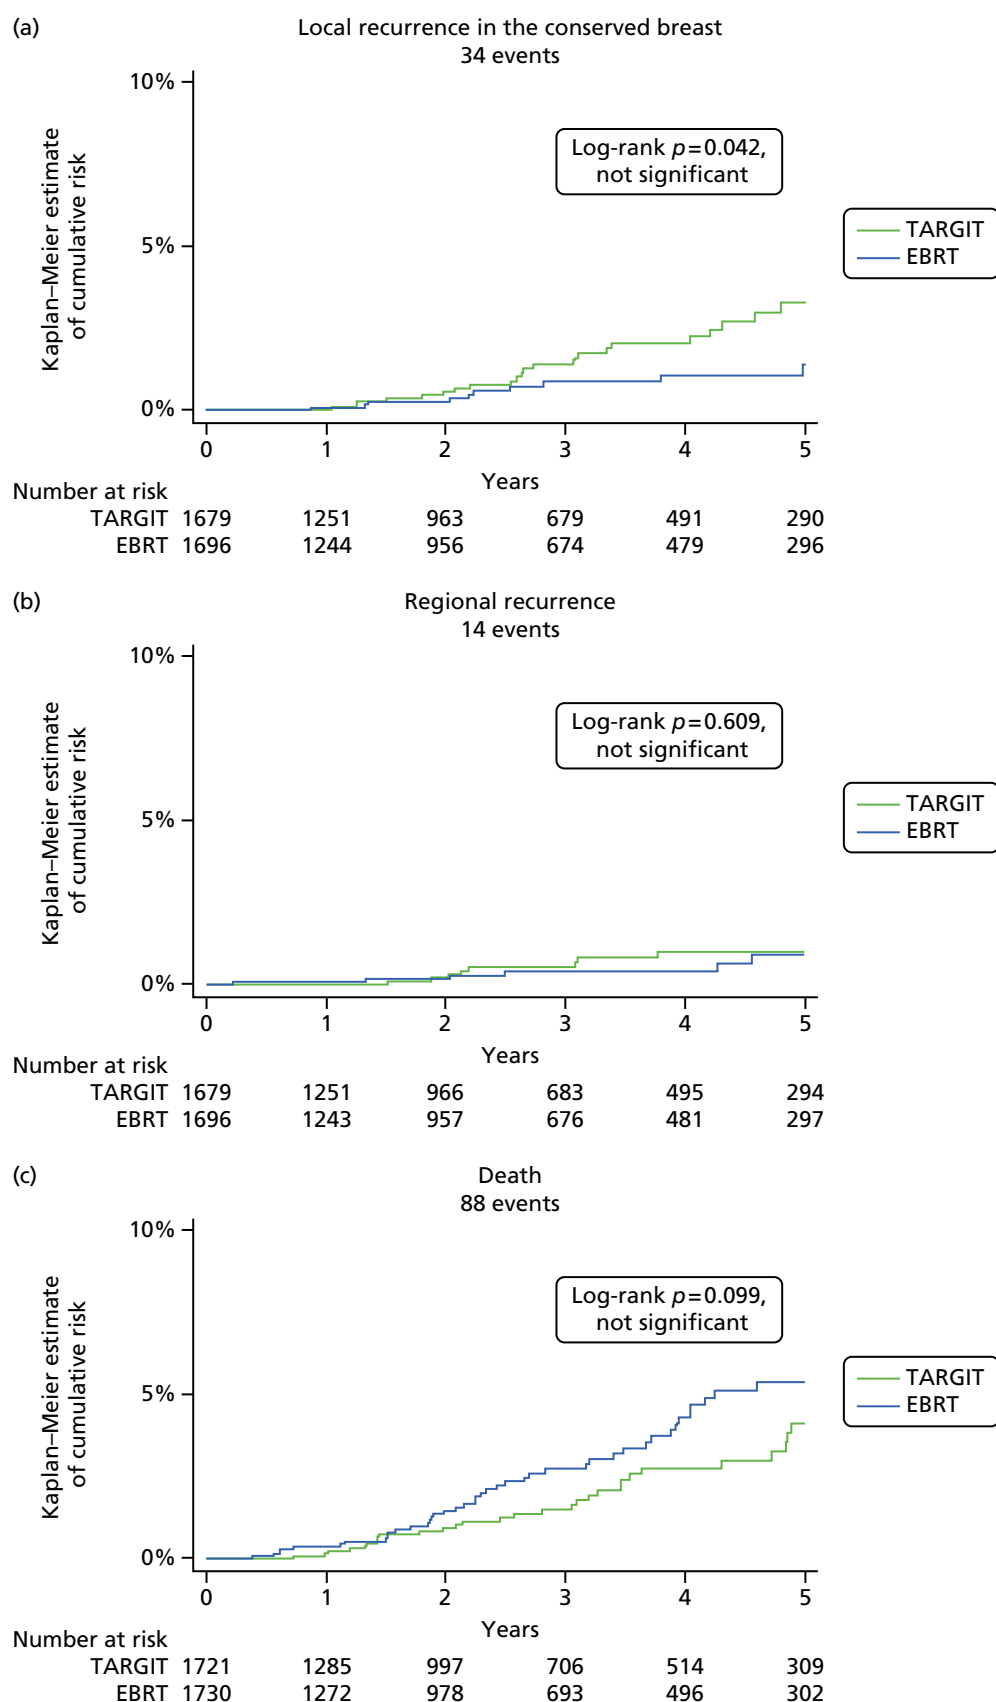 (a)
Local recurrence in the conserved breast
34 events
Kaplan–Meier estimate
of cumulative risk
10%
5%
0%
Log-rank p=0.042,
not significant
TARGIT
EBRT
0 1 2 3 4 5
Years
Number at risk
TARGIT 1679 1251 963 679 491 290
EBRT 1696 1244 956 674 479 296
(b)
Regional recurrence
14 events
Kaplan–Meier estimate
of cumulative risk
10%
5%
0%
Log-rank p=0.609,
not significant
TARGIT
EBRT
0 1 2 3 4 5
Years
Number at risk
TARGIT 1679 1251 966 683 495 294
EBRT 1696 1243 957 676 481 297
(c)
Death
88 events
Kaplan–Meier estimate
of cumulative risk
10%
5%
0%
Log-rank p=0.099,
not significant
TARGIT
EBRT
0 1 2 3 4 5
Years
Number at risk
TARGIT 1721 1285 997 706 514 309
EBRT 1730 1272 978 693 496 302